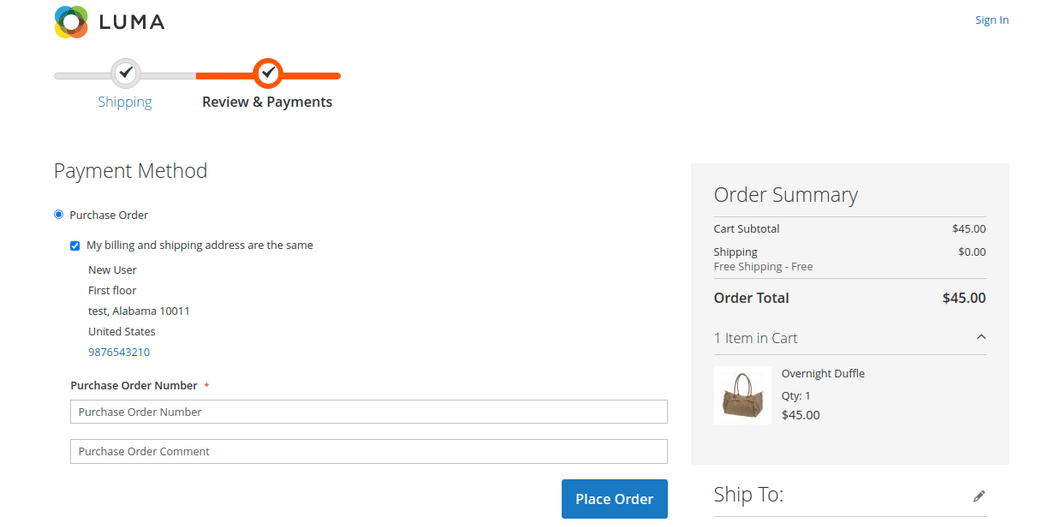 LUMA
Sign In
Shipping
Review & Payments
Payment Method
Purchase Order
My billing and shipping address are the same
New User
First floor
test, Alabama 10011
United States
9876543210
Purchase Order Number *
Purchase Order Number
Purchase Order Comment
Place Order
Order Summary
Cart Subtotal $45.00
Shipping $0.00
Free Shipping - Free
Order Total $45.00
1 Item in Cart
Overnight Duffle
Qty: 1
$45.00
Ship To: